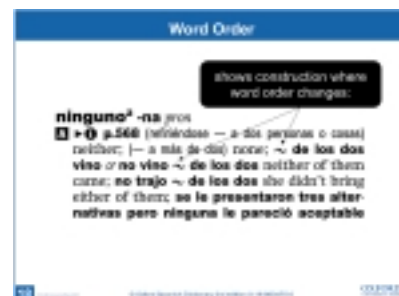 Word Order
shows construction where
word order changes:
ninguno² -na pron
A ▸ p.568 (refiriéndose — a dos personas o cosas)
neither; (— a más de dos) none; ~ de los dos
vino or no vino ~ de los dos neither of them
came; no trajo ~ de los dos she didn't bring
either of them; se le presentaron tres alter-
nativas pero ninguna le pareció aceptable
OXFORD